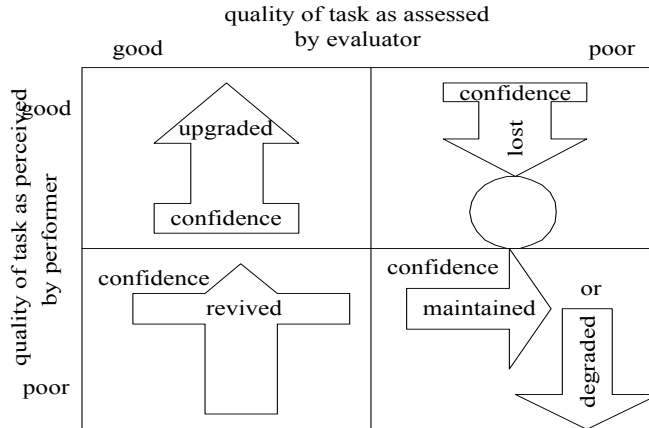 quality of task as assessed
by evaluator
good
poor
quality of task as perceived
by performer
good
poor
upgraded
confidence
confidence
lost
confidence
revived
confidence
maintained
or
degraded